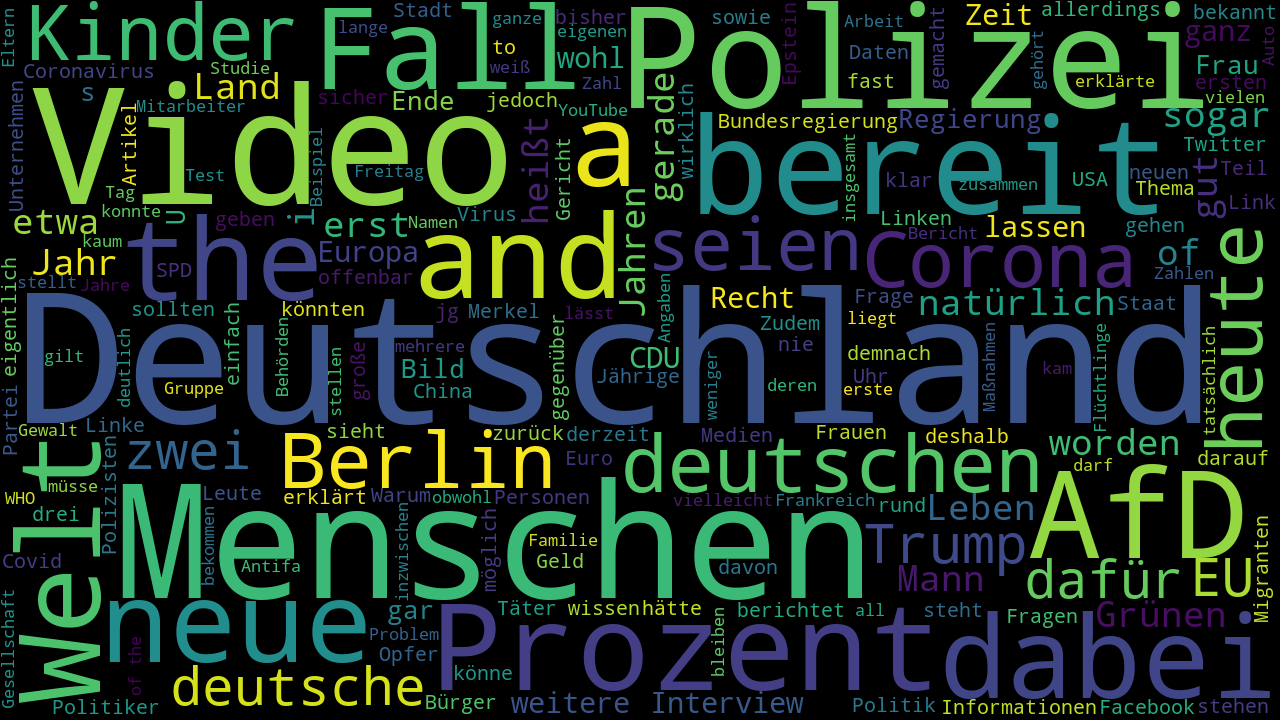 Eltern
Kinder
lange
Stadt
Fall
to
weiß
ganze
bisher
eigenen
wohl
Zahl
Polizei
sowie
Epstein
Arbeit
Daten
fast
gemacht
Zeit
gehört
allerdings
erklärte
bekannt
ganz
Auto
Frau
ersten
vielen
Coronavirus
s
Studie
Land
Mitarbeiter
Unternehmen
Artikel
Video
sicher
Ende
jedoch
YouTube
a
gerade
wirklich
Bundesregierung
Regierung
sogar
Twitter
Beispiel
Test
Freitag
heißt
Gericht
bereit
insgesamt
klar
zusammen
USA
neuen
Thema
gut
Teil
Link
Tag
konnte
U
i
geben
etwa
kaum
erst
Namen
Virus
Jahren
Linken
Bericht
lassen
gehen
of
Zahlen
heute
Jahr
the
SPD
Europa
offenbar
and
seien
Corona
stellt
Jahre
eigentlich
Deutschland
sollten
könnten
jg
Merkel
lässt
Angaben
Recht
Frage
natürlich
Staat
Zudem
liegt
nie
gilt
deutlich
einfach
Behörden
stellen
große
mehrere
Bild
China
gegenüber
CDU
Jährige
weniger
deren
demnach
Uhr
erste
Maßnahmen
kam
Flüchtlinge
tatsächlich
Gruppe
Partei
Gewalt
Linke
zwei
Berlin
sieht
zurück
derzeit
Euro
Medien
Frauen
deshalb
deutschen
worden
darf
darauf
Welt
müsse
WHO
drei
Polizisten
Leute
erklärt
Warum
obwohl
Personen
vielleicht
Frankreich
rund
Leben
AfD
Menschen
bekommen
Antifa
inzwischen
möglich
Familie
Geld
davon
Trump
Mann
dafür
EU
Migranten
Covid
Gesellschaft
neue
of the
gar
Problem
Opfer
Täter
wissen
hätte
berichtet
all
steht
Fragen
Grünen
Prozent
bleiben
dabei
könne
deutsche
Politiker
Bürger
weitere
Interview
Politik
Informationen
Facebook
stehen